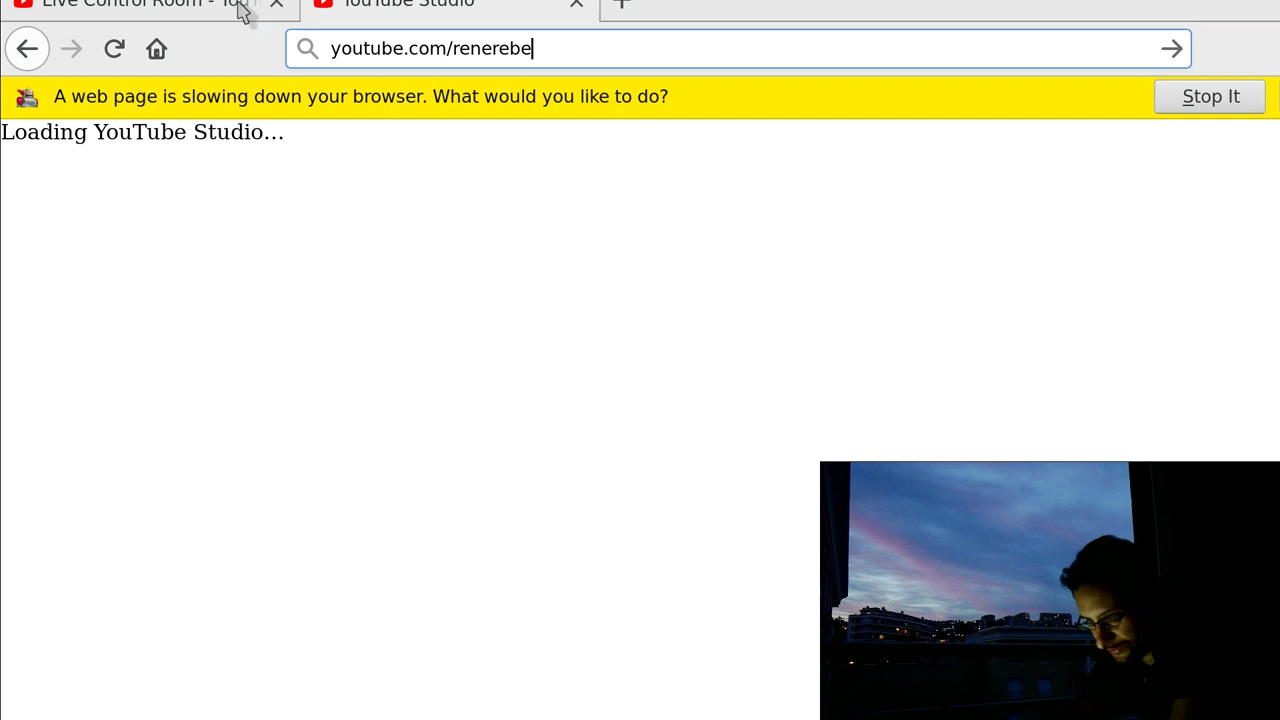 Live Control Room - You
YouTube Studio
youtube.com/renerebe
A web page is slowing down your browser. What would you like to do?
Stop It
Loading YouTube Studio…